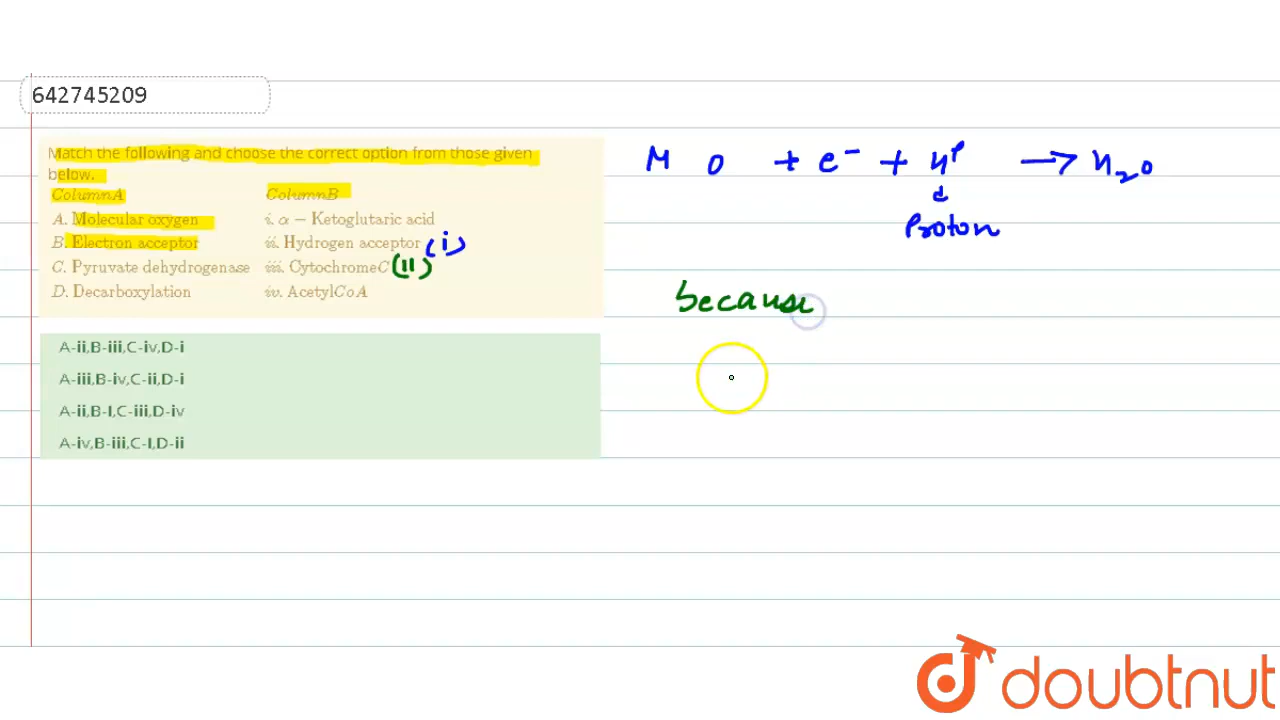 642745209
Match the following and choose the correct option from those given
below.
ColumnA ColumnB
A. Molecular oxygen i. α − Ketoglutaric acid
B. Electron acceptor ii. Hydrogen acceptor (i)
C. Pyruvate dehydrogenase iii. CytochromeC (ii)
D. Decarboxylation iv. AcetylCoA
A-ii,B-iii,C-iv,D-i
A-iii,B-iv,C-ii,D-i
A-ii,B-I,C-iii,D-iv
A-iv,B-iii,C-I,D-ii
M O + e⁻ + H⁺ → H₂O
Proton
because
doubtnut